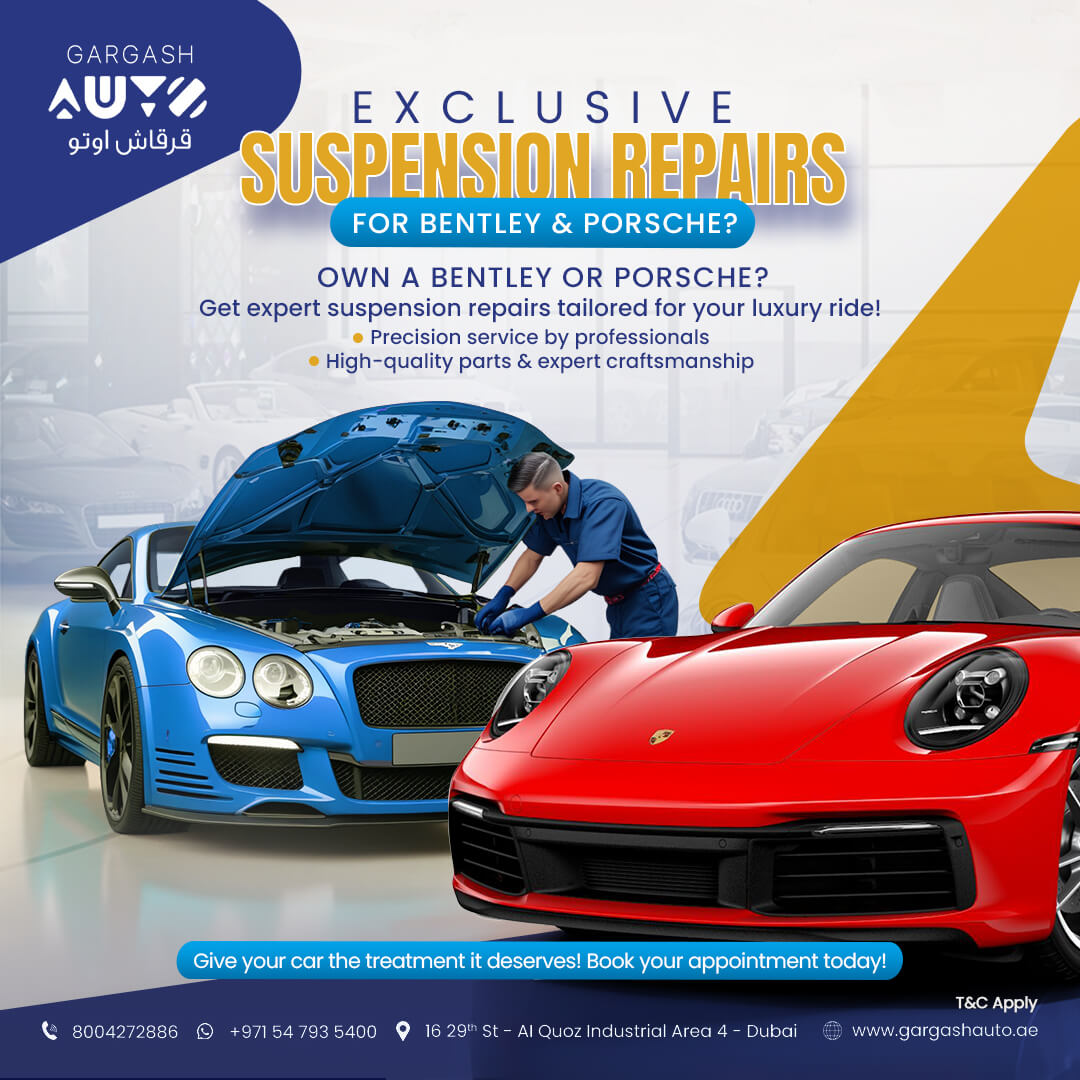 GARGASH
AUTO
قرقاش اوتو
EXCLUSIVE
SUSPENSION REPAIRS
FOR BENTLEY & PORSCHE?
OWN A BENTLEY OR PORSCHE?
Get expert suspension repairs tailored for your luxury ride!
Precision service by professionals
High-quality parts & expert craftsmanship
Give your car the treatment it deserves! Book your appointment today!
T&C Apply
8004272886 +971 54 793 5400 16 29th St - Al Quoz Industrial Area 4 - Dubai www.gargashauto.ae